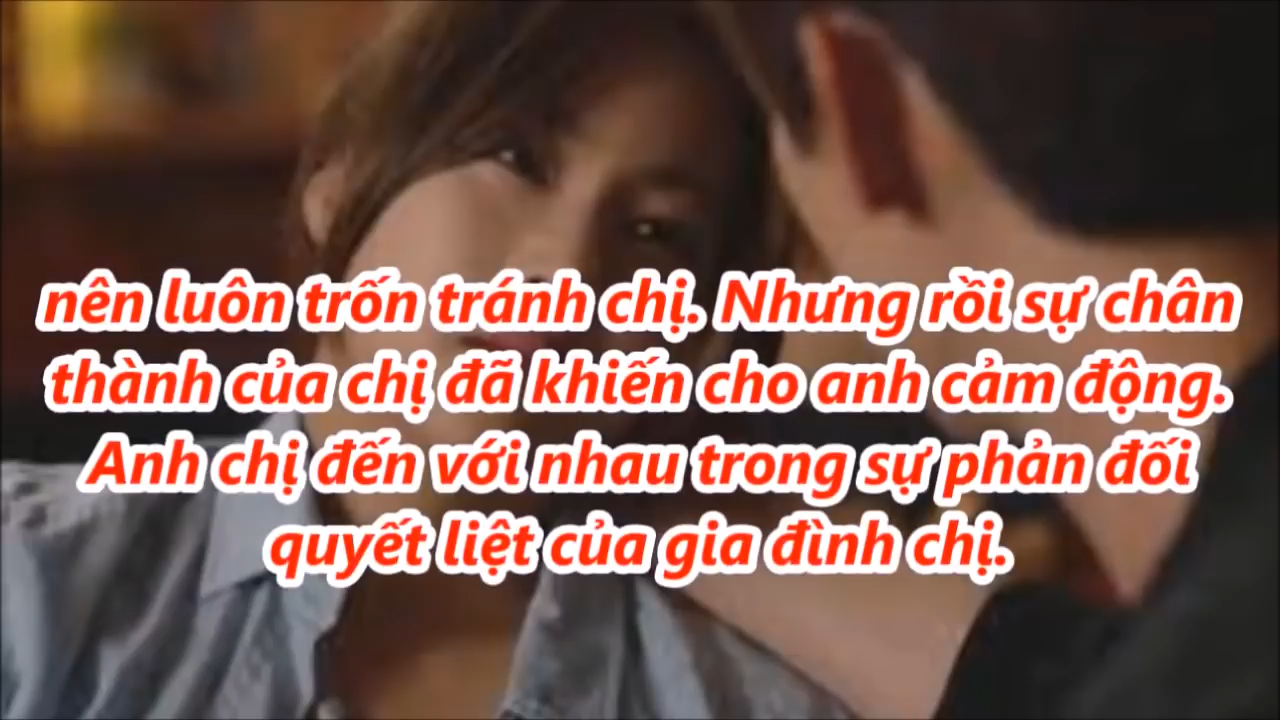 nên luôn trốn tránh chị. Nhưng rồi sự chân
thành của chị đã khiến cho anh cảm động.
Anh chị đến với nhau trong sự phản đối
quyết liệt của gia đình chị.